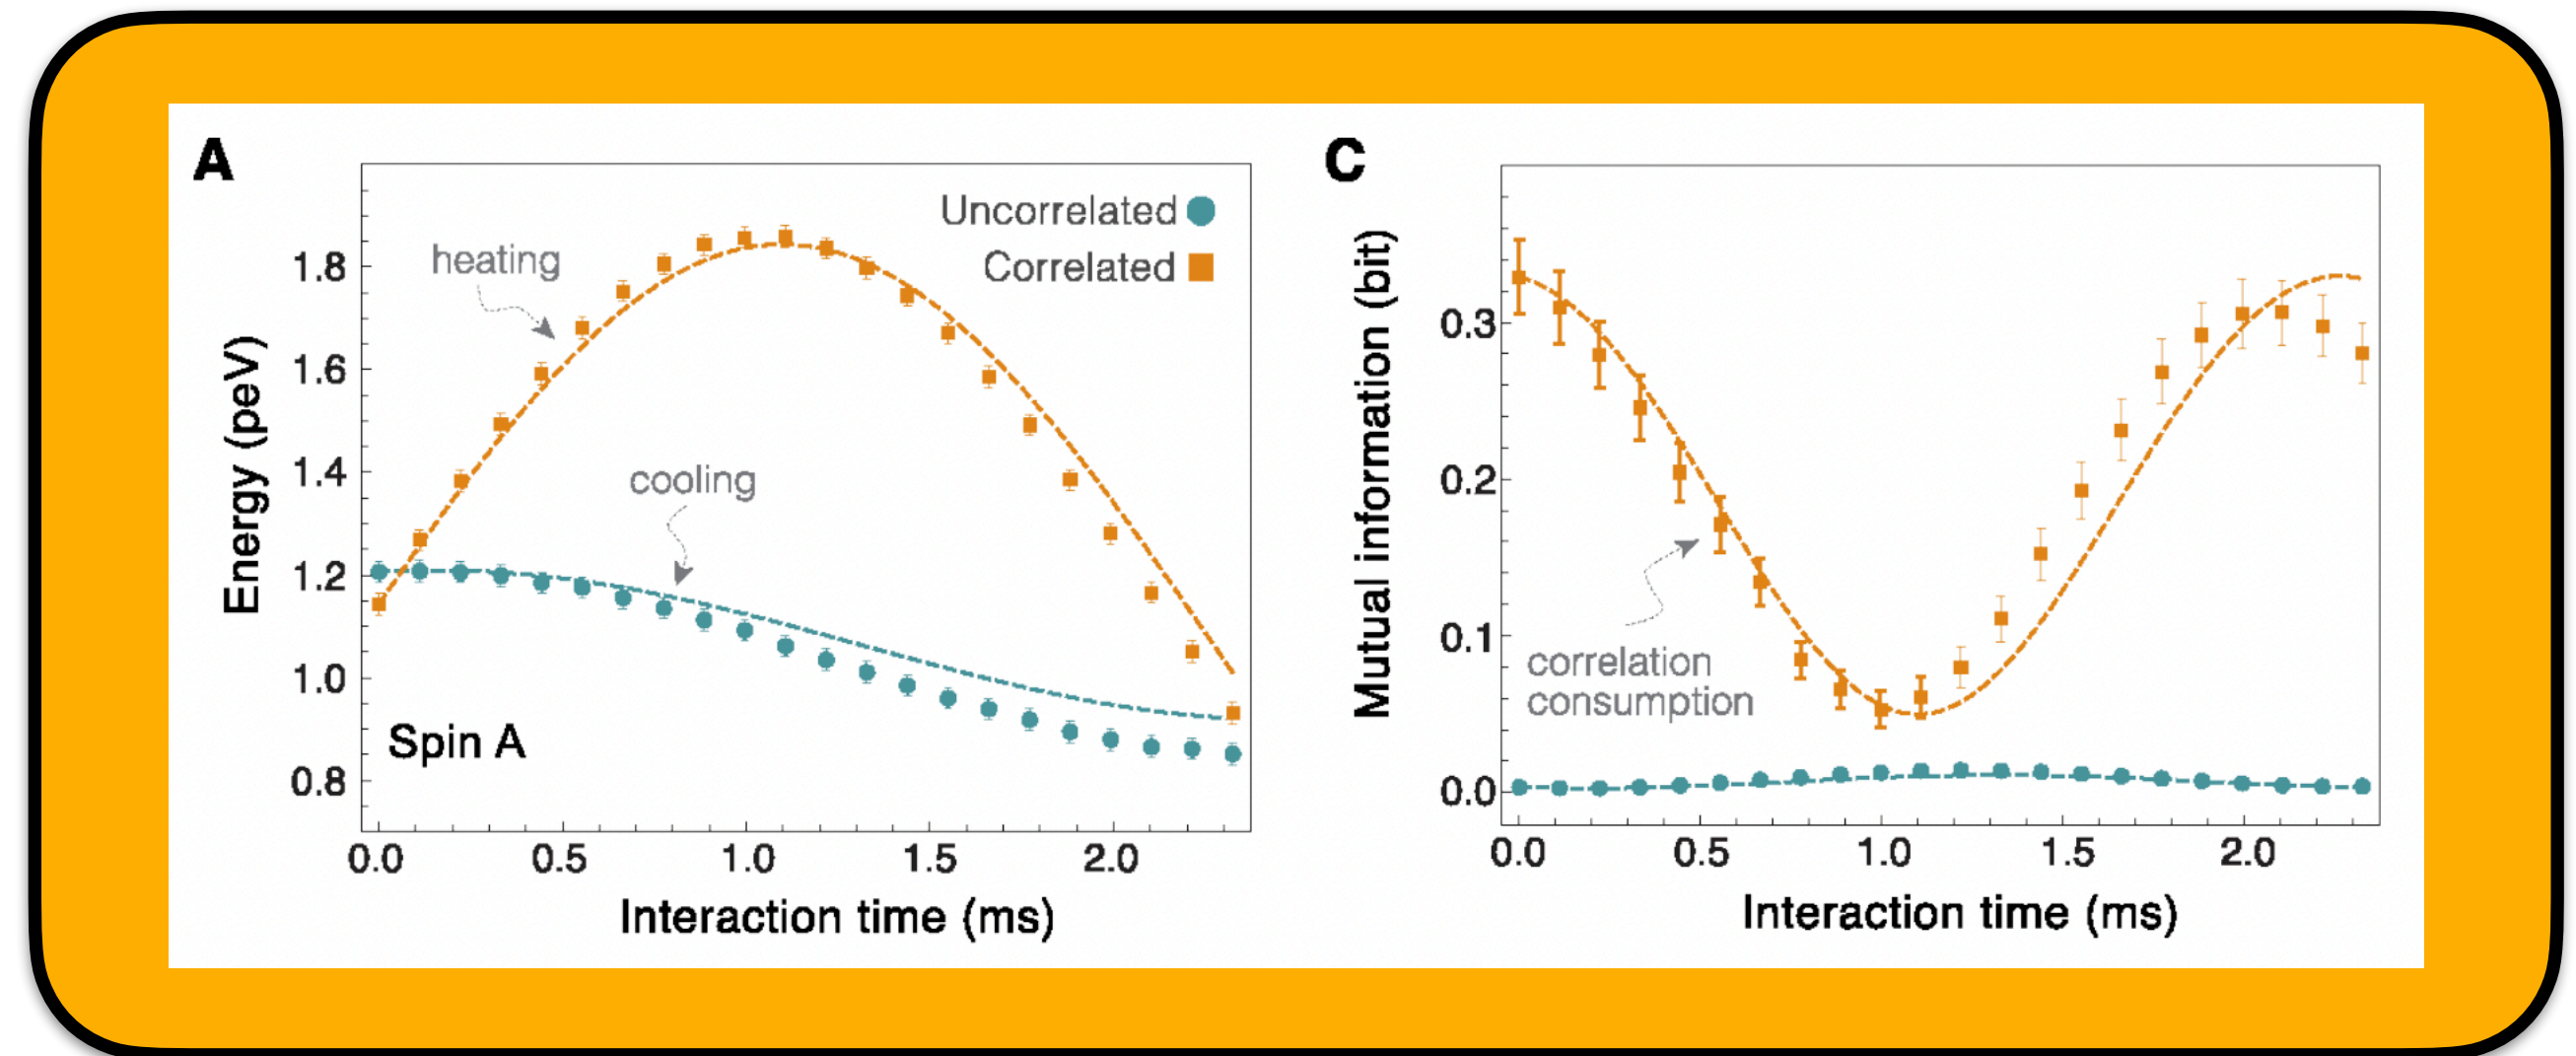 A
Uncorrelated
Correlated
heating
cooling
Spin A
Energy (peV)
1.8
1.6
1.4
1.2
1.0
0.8
0.0 0.5 1.0 1.5 2.0
Interaction time (ms)
C
Mutual information (bit)
0.3
0.2
0.1
0.0
correlation
consumption
0.0 0.5 1.0 1.5 2.0
Interaction time (ms)